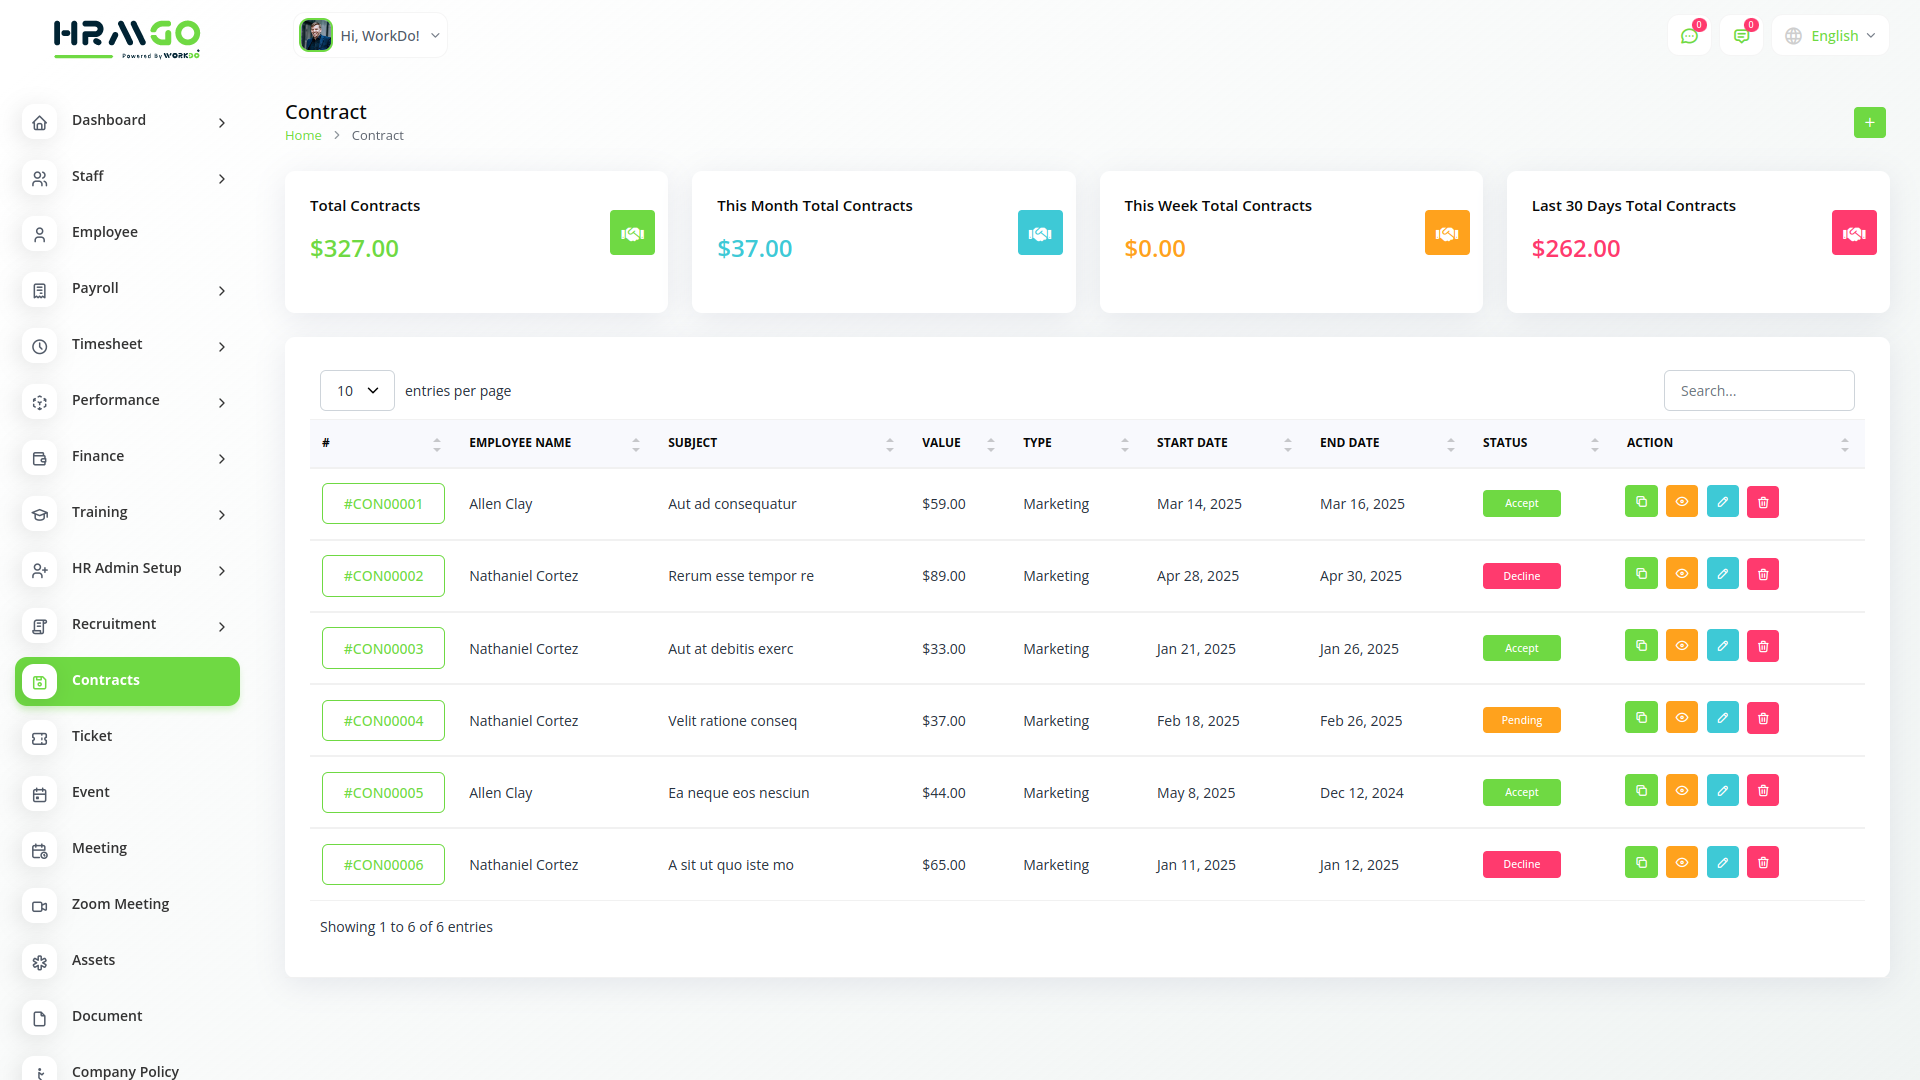 HRMGO
Powered By WORKDO
Hi, WorkDo!
0
0
English
Dashboard
Staff
Employee
Payroll
Timesheet
Performance
Finance
Training
HR Admin Setup
Recruitment
Contracts
Ticket
Event
Meeting
Zoom Meeting
Assets
Document
Company Policy
Contract
Home > Contract
+
Total Contracts
$327.00
This Month Total Contracts
$37.00
This Week Total Contracts
$0.00
Last 30 Days Total Contracts
$262.00
10 entries per page
Search...
# EMPLOYEE NAME SUBJECT VALUE TYPE START DATE END DATE STATUS ACTION
#CON00001 Allen Clay Aut ad consequatur $59.00 Marketing Mar 14, 2025 Mar 16, 2025 Accept
#CON00002 Nathaniel Cortez Rerum esse tempor re $89.00 Marketing Apr 28, 2025 Apr 30, 2025 Decline
#CON00003 Nathaniel Cortez Aut at debitis exerc $33.00 Marketing Jan 21, 2025 Jan 26, 2025 Accept
#CON00004 Nathaniel Cortez Velit ratione conseq $37.00 Marketing Feb 18, 2025 Feb 26, 2025 Pending
#CON00005 Allen Clay Ea neque eos nesciun $44.00 Marketing May 8, 2025 Dec 12, 2024 Accept
#CON00006 Nathaniel Cortez A sit ut quo iste mo $65.00 Marketing Jan 11, 2025 Jan 12, 2025 Decline
Showing 1 to 6 of 6 entries